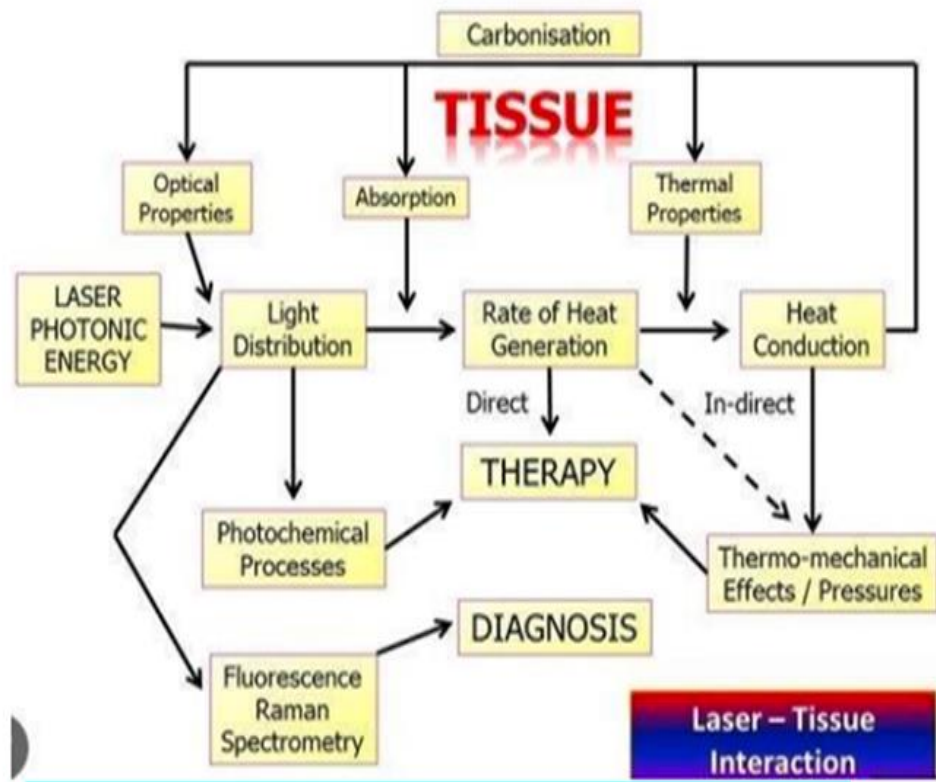 Carbonisation
TISSUE
Optical
Properties
Absorption
Thermal
Properties
LASER
PHOTONIC
ENERGY
Light
Distribution
Rate of Heat
Generation
Heat
Conduction
Direct
In-direct
THERAPY
Photochemical
Processes
Thermo-mechanical
Effects / Pressures
DIAGNOSIS
Fluorescence
Raman
Spectrometry
Laser – Tissue
Interaction